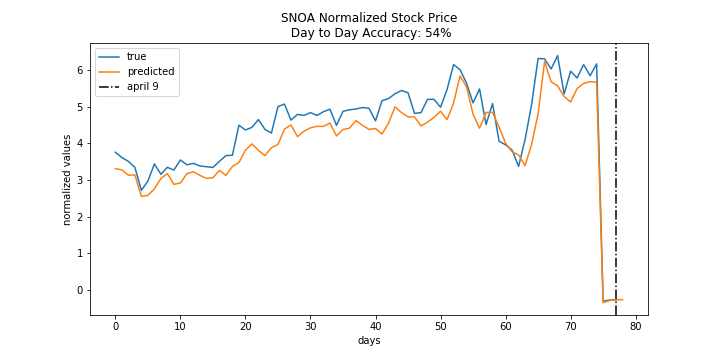 SNOA Normalized Stock Price
Day to Day Accuracy: 54%
true
predicted
april 9
normalized values
6
5
4
3
2
1
0
0 10 20 30 40 50 60 70 80
days